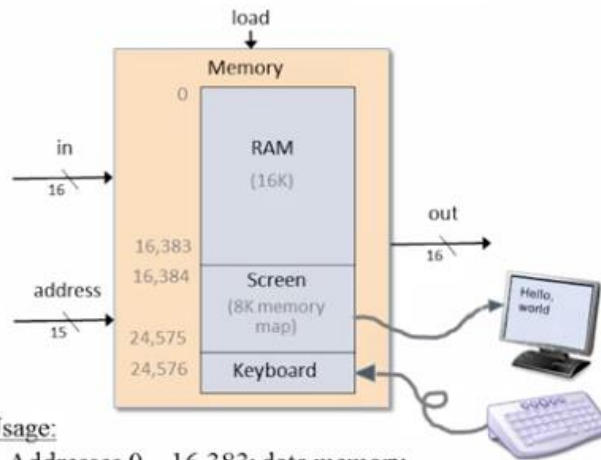 load
Memory
0
RAM
(16K)
in
16
out
16
16,383
16,384
Screen
(8K memory
map)
address
15
24,575
24,576
Keyboard
Hello,
world
Addresses 0 – 16,383: data memory